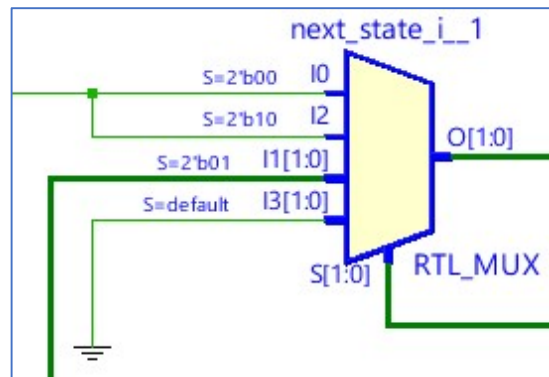 next_state_i__1
S=2'b00 I0
S=2'b10 I2
O[1:0]
S=2'b01 I1[1:0]
S=default I3[1:0]
S[1:0] RTL_MUX